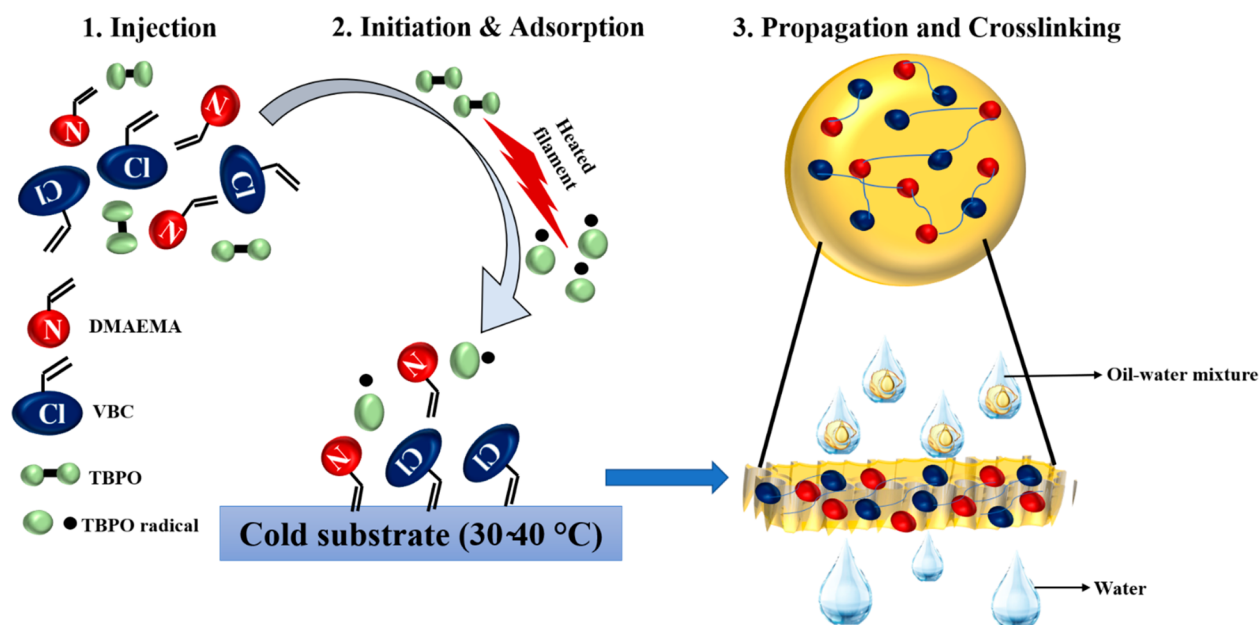 1. Injection
2. Initiation & Adsorption
3. Propagation and Crosslinking
N
N
Cl
Cl
Cl
N
Heated
filament
N
DMAEMA
Cl
VBC
TBPO
TBPO radical
N
N
Cl
Cl
Cold substrate (30~40 °C)
Oil-water mixture
Water